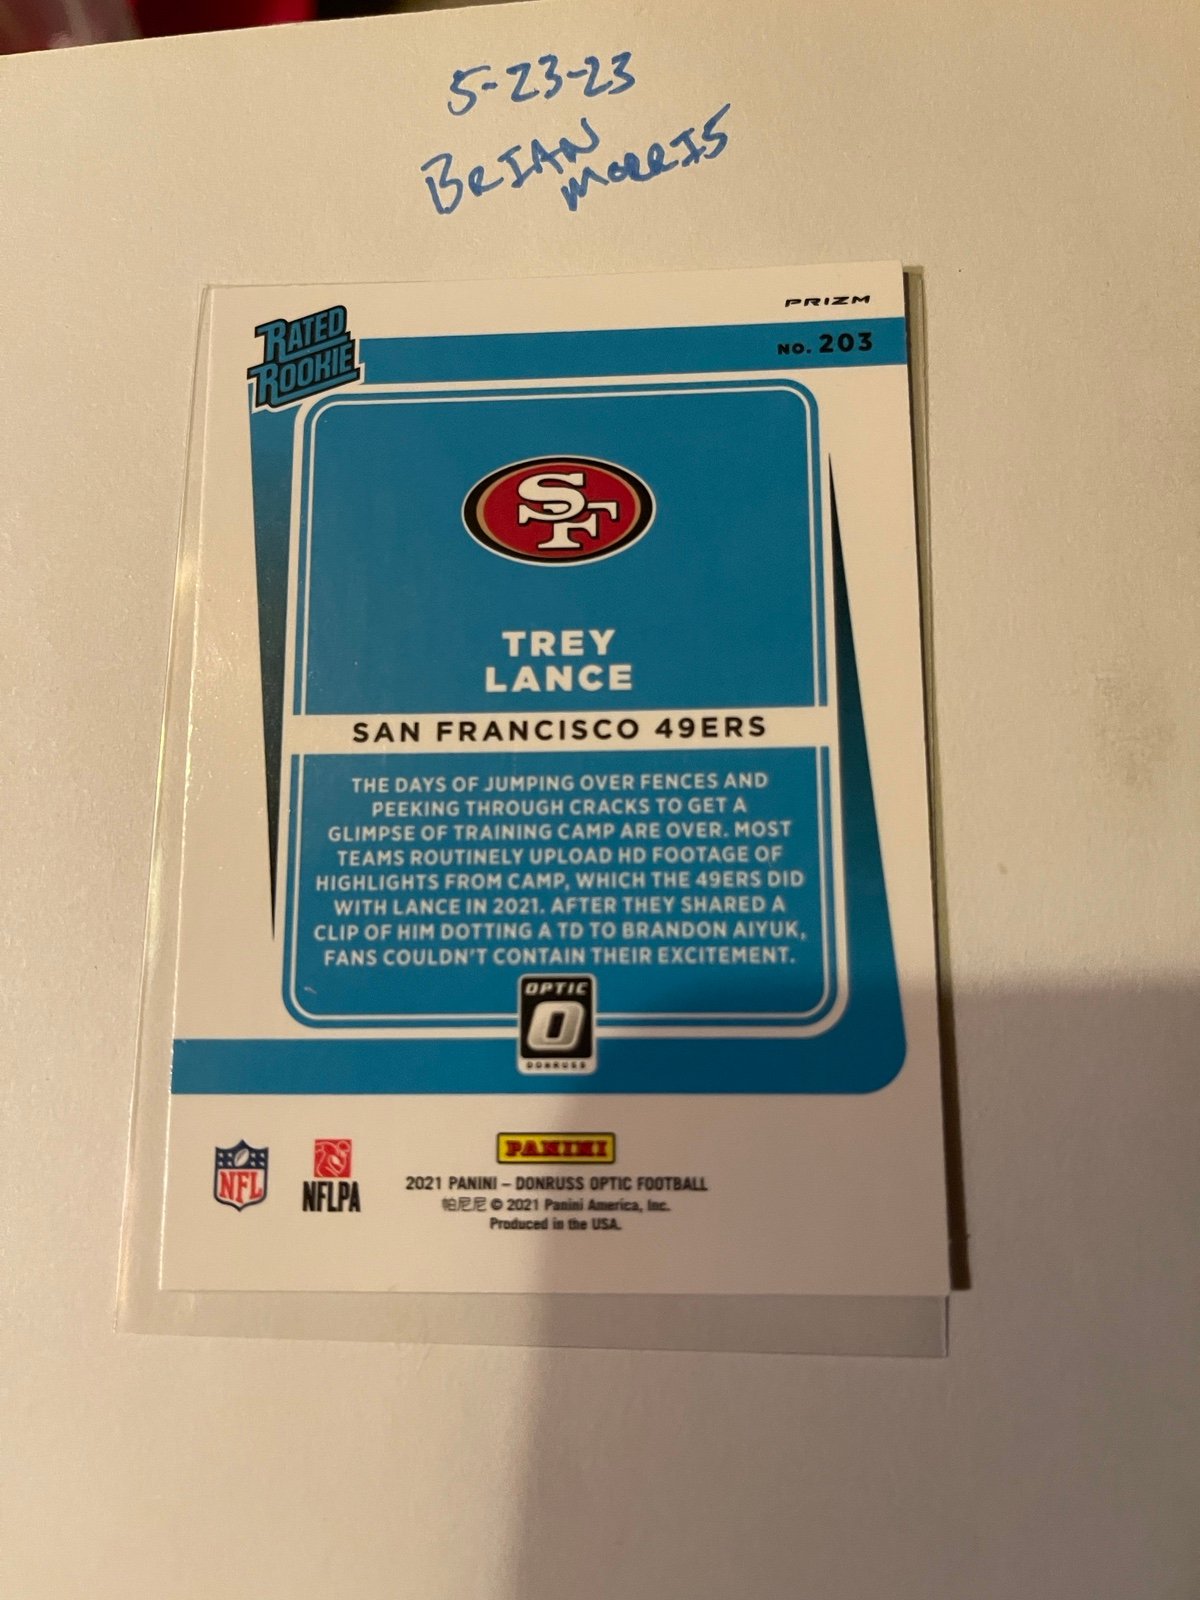 5-23-23
BRIAN
MORRIS
PRIZM
RATED
ROOKIE
NO. 203
SF
TREY
LANCE
SAN FRANCISCO 49ERS
THE DAYS OF JUMPING OVER FENCES AND
PEEKING THROUGH CRACKS TO GET A
GLIMPSE OF TRAINING CAMP ARE OVER. MOST
TEAMS ROUTINELY UPLOAD HD FOOTAGE OF
HIGHLIGHTS FROM CAMP, WHICH THE 49ERS DID
WITH LANCE IN 2021. AFTER THEY SHARED A
CLIP OF HIM DOTTING A TD TO BRANDON AIYUK,
FANS COULDN'T CONTAIN THEIR EXCITEMENT.
OPTIC
O
DONRUSS
NFL
NFLPA
PANINI
2021 PANINI – DONRUSS OPTIC FOOTBALL
帕尼尼 © 2021 Panini America, Inc.
Produced in the USA.